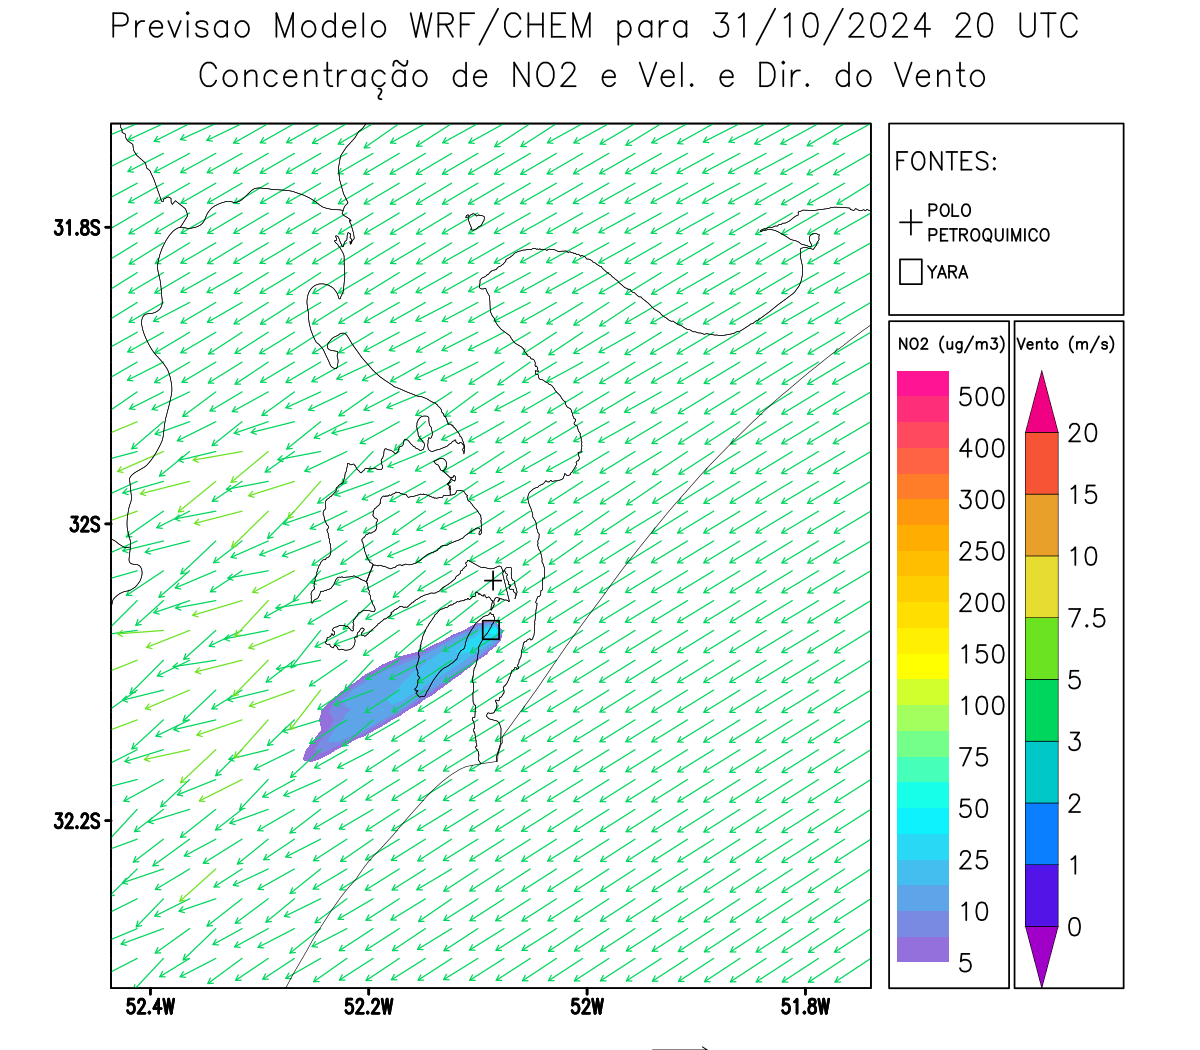 Previsao Modelo WRF/CHEM para 31/10/2024 20 UTC
Concentração de NO2 e Vel. e Dir. do Vento
FONTES:
POLO
PETROQUIMICO
YARA
NO2 (ug/m3)
500
400
300
250
200
150
100
75
50
25
10
5
Vento (m/s)
20
15
10
7.5
5
3
2
1
0
31.8S
32S
32.2S
52.4W
52.2W
52W
51.8W